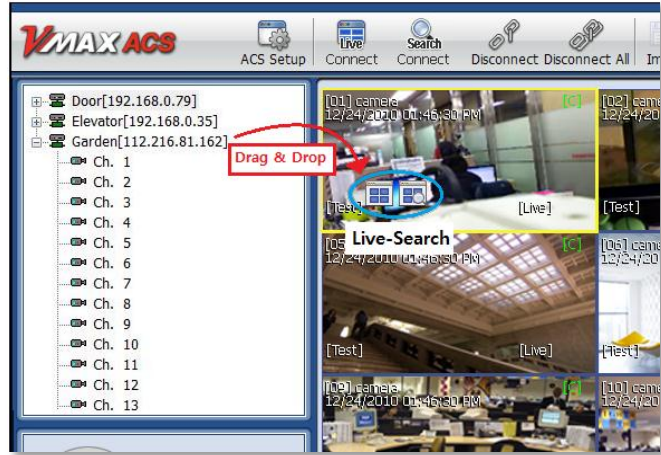 VMAX ACS
ACS Setup
Live
Connect
Search
Connect
Disconnect
Disconnect All
Door[192.168.0.79]
Elevator[192.168.0.35]
Garden[112.216.81.162]
Ch. 1
Ch. 2
Ch. 3
Ch. 4
Ch. 5
Ch. 6
Ch. 7
Ch. 8
Ch. 9
Ch. 10
Ch. 11
Ch. 12
Ch. 13
Drag & Drop
[01] camera [C]
12/24/2010 01:46:30 PM
[Test] [Live]
Live-Search
[C]
12/24/2010 01:46:30 PM
[Test] [Live]
[09] camera [C]
12/24/2010 01:46:30 PM
[02]
12/24/20
[Test]
[06]
12/24/20
[Test]
[10]
12/24/20